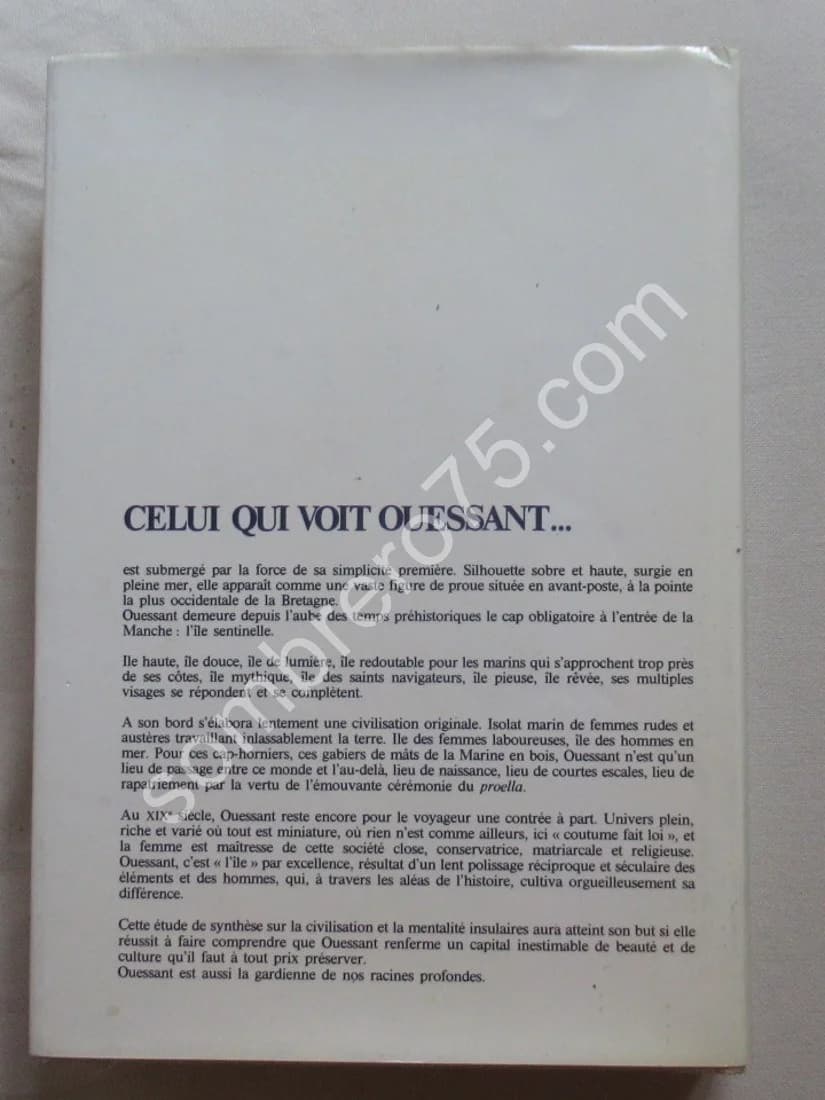 CELUI QUI VOIT OUESSANT...
est submergé par la force de sa simplicité première. Silhouette sobre et haute, surgie en
pleine mer, elle apparaît comme une vaste figure de proue située en avant-poste, à la pointe
la plus occidentale de la Bretagne.
Ouessant demeure depuis l'aube des temps préhistoriques le cap obligatoire à l'entrée de la
Manche : l'île sentinelle.
Ile haute, île douce, île de lumière, île redoutable pour les marins qui s'approchent trop près
de ses côtes, île mythique, île des saints navigateurs, île pieuse, île rêvée, ses multiples
visages se répondent et se complètent.
A son bord s'élabora lentement une civilisation originale. Isolat marin de femmes rudes et
austères travaillant inlassablement la terre. Ile des femmes laboureuses, île des hommes en
mer. Pour ces cap-horniers, ces gabiers de mâts de la Marine en bois, Ouessant n'est qu'un
lieu de passage entre ce monde et l'au-delà, lieu de naissance, lieu de courtes escales, lieu de
rapatriement par la vertu de l'émouvante cérémonie du proella.
Au XIXe siècle, Ouessant reste encore pour le voyageur une contrée à part. Univers plein,
riche et varié où tout est miniature, où rien n'est comme ailleurs, ici « coutume fait loi », et
la femme est maîtresse de cette société close, conservatrice, matriarcale et religieuse.
Ouessant, c'est « l'île » par excellence, résultat d'un lent polissage réciproque et séculaire des
éléments et des hommes, qui, à travers les aléas de l'histoire, cultiva orgueilleusement sa
différence.
Cette étude de synthèse sur la civilisation et la mentalité insulaires aura atteint son but si elle
réussit à faire comprendre que Ouessant renferme un capital inestimable de beauté et de
culture qu'il faut à tout prix préserver.
Ouessant est aussi la gardienne de nos racines profondes.
sombrero75.com